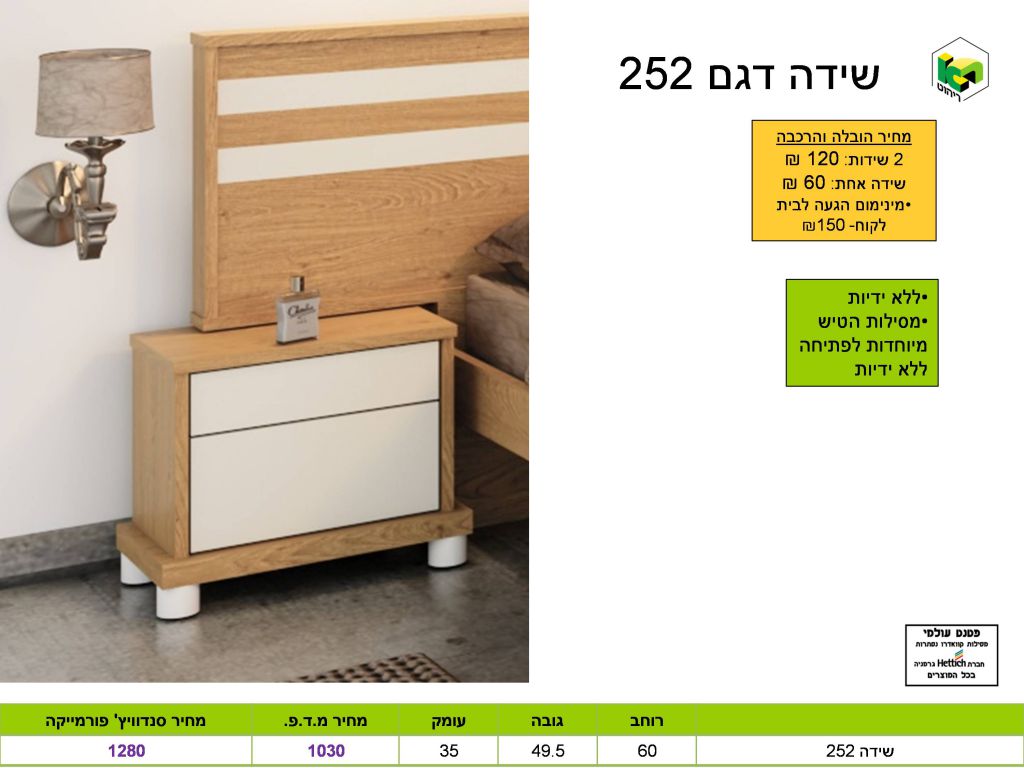 שידה דגם 252
ריהוט
מחיר הובלה והרכבה
2 שידות: 120 ₪
שידה אחת: 60 ₪
•מינימום הגעה לבית
לקוח- 150₪
•ללא ידיות
•מסילות הטיש
מיוחדות לפתיחה
ללא ידיות
פטנט עולמי
מסילות קוואדרו נסתרות
חברת Hettich גרמניה
בכל המוצרים
רוחב גובה עומק מחיר מ.ד.פ. מחיר סנדוויץ' פורמייקה
שידה 252 60 49.5 35 1030 1280